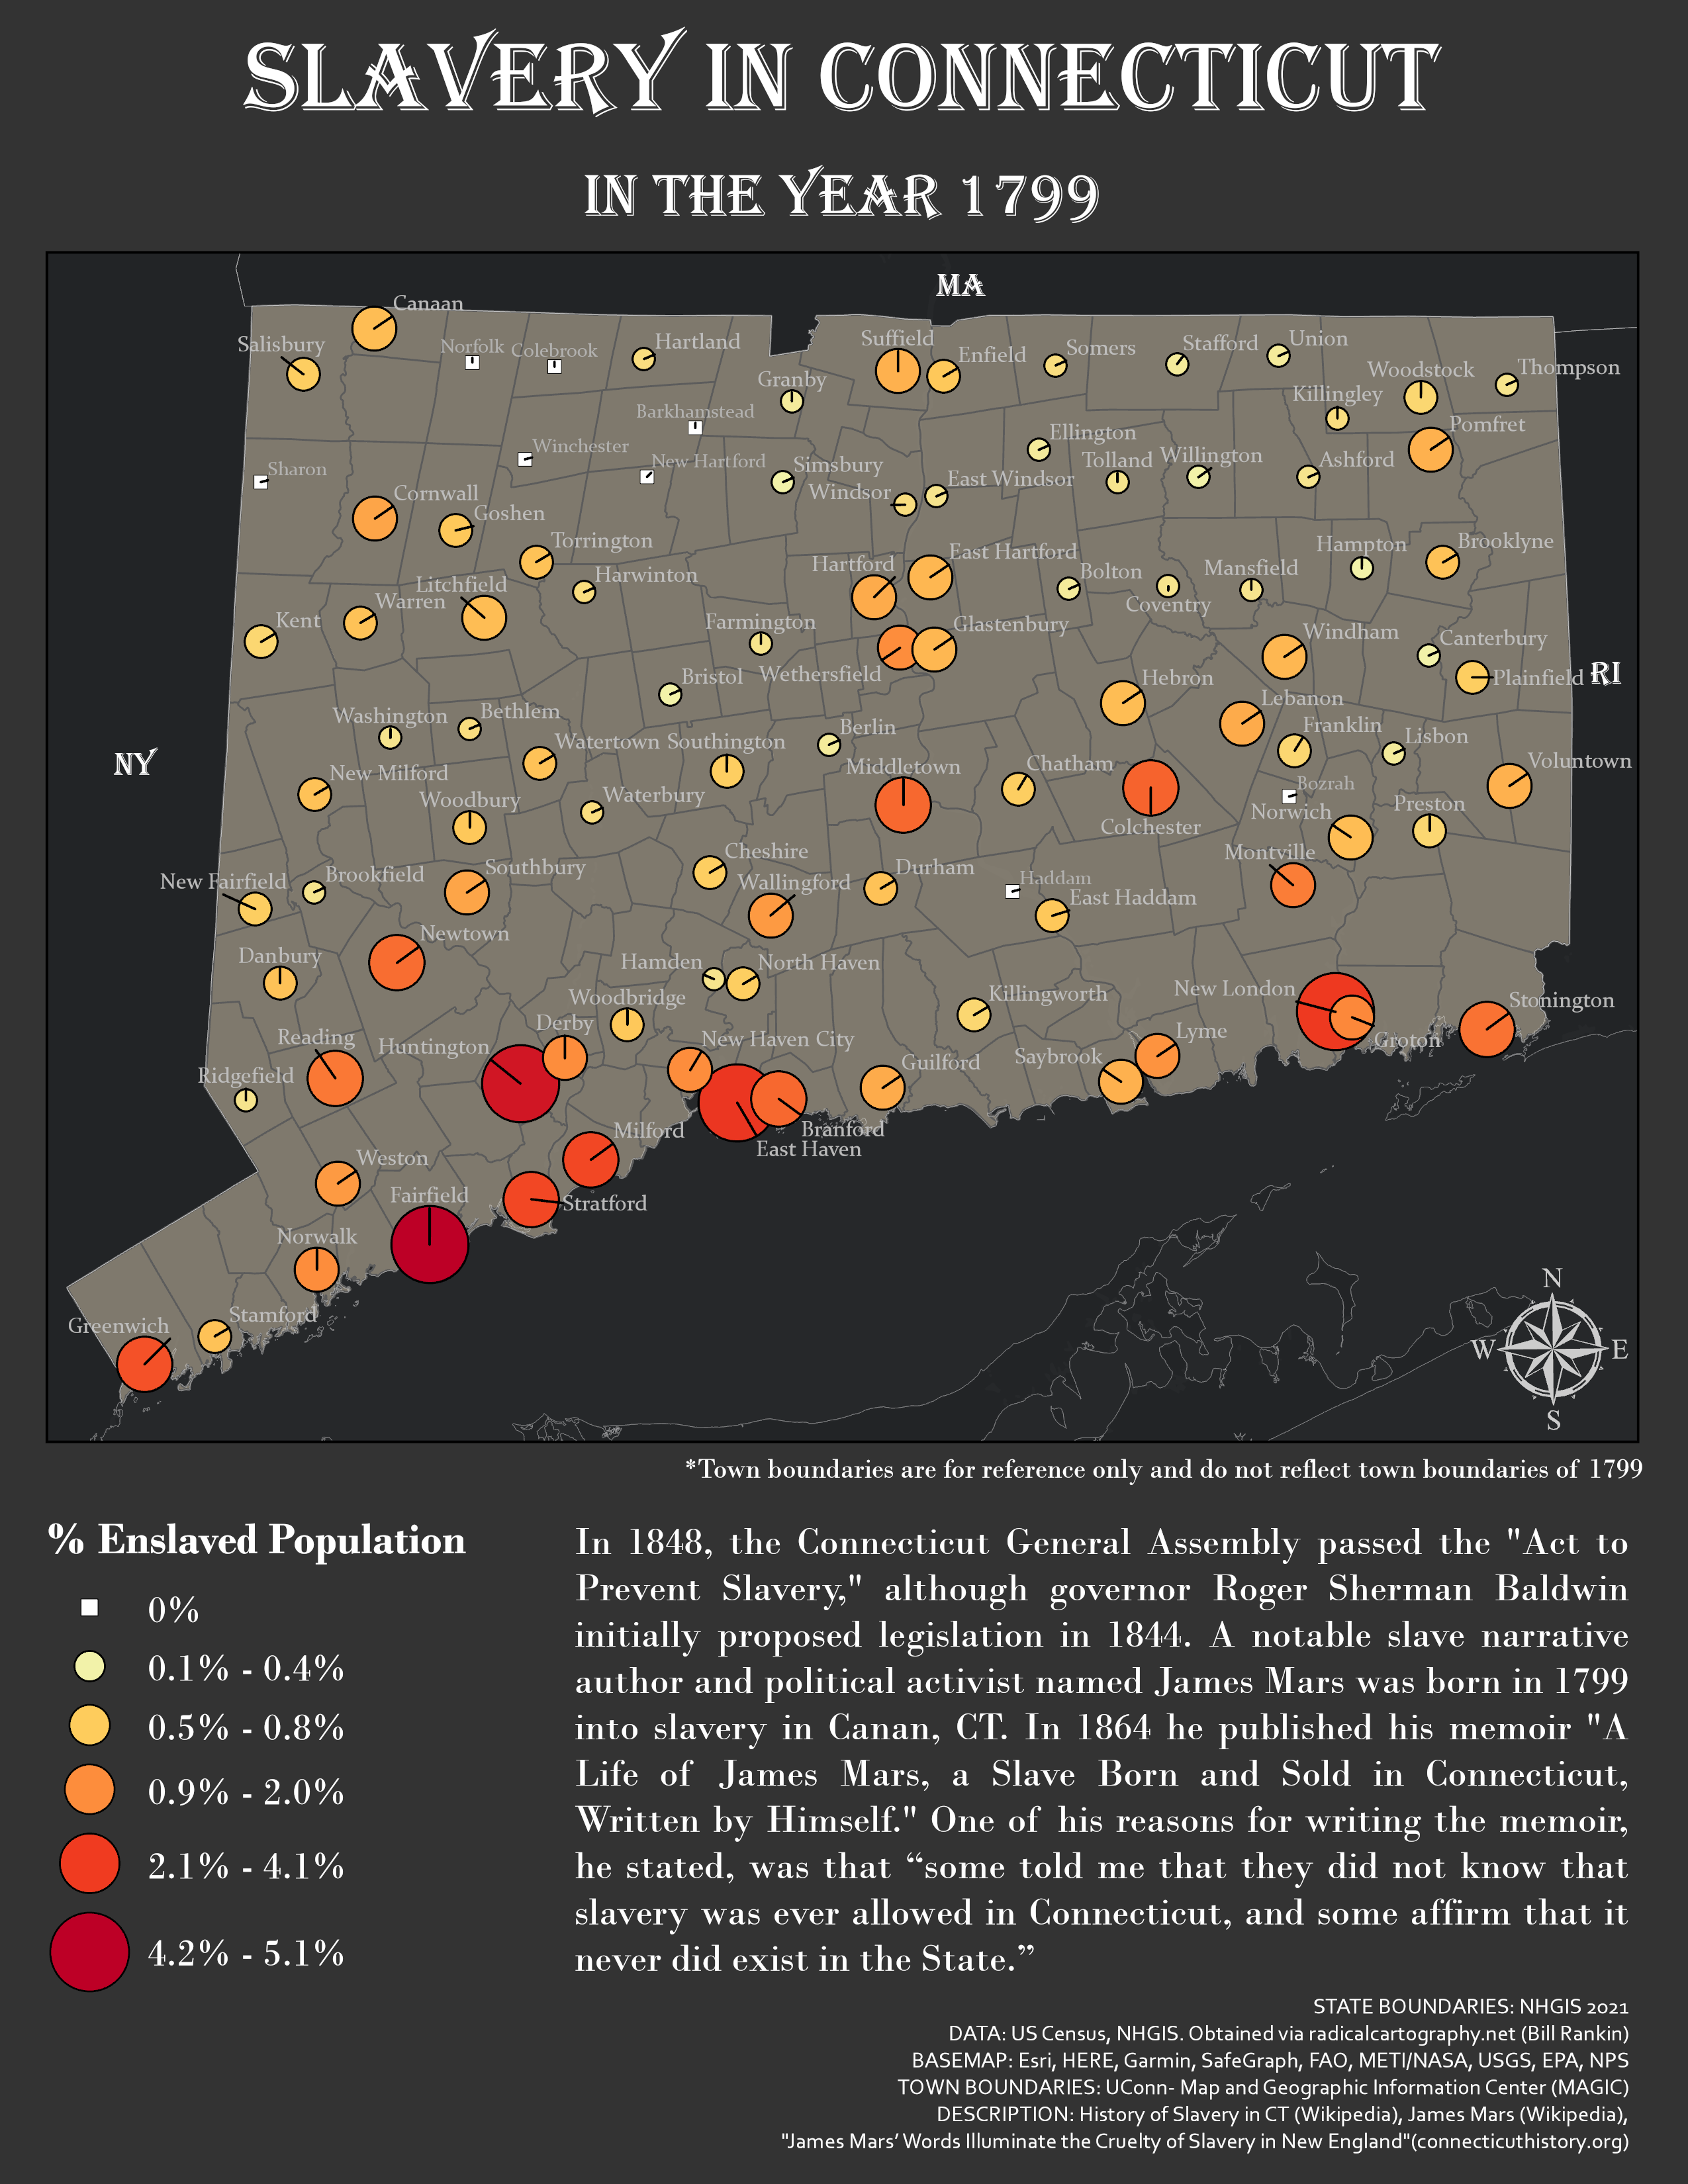 SLAVERY IN CONNECTICUT
IN THE YEAR 1799
MA
Canaan
Salisbury
Norfolk
Colebrook
Hartland
Suffield
Enfield
Somers
Stafford
Union
Thompson
Woodstock
Granby
Killingley
Barkhamstead
Pomfret
Ellington
Winchester
New Hartford
Simsbury
Tolland
Willington
Ashford
Sharon
East Windsor
Windsor
Cornwall
Goshen
Torrington
East Hartford
Hartford
Hampton
Brooklyne
Harwinton
Litchfield
Bolton
Mansfield
Coventry
Warren
Kent
Farmington
Glastenbury
Windham
Canterbury
Wethersfield
Bristol
Hebron
Plainfield
RI
Lebanon
Washington
Bethlem
Franklin
Berlin
Lisbon
Watertown
Southington
NY
New Milford
Middletown
Chatham
Voluntown
Woodbury
Waterbury
Bozrah
Colchester
Norwich
Preston
Cheshire
Montville
New Fairfield
Brookfield
Southbury
Wallingford
Durham
Haddam
East Haddam
Newtown
Danbury
Hamden
North Haven
Woodbridge
Killingworth
New London
Stonington
Derby
Reading
Huntington
New Haven City
Lyme
Groton
Saybrook
Guilford
Ridgefield
Milford
Branford
East Haven
Weston
Fairfield
Stratford
Norwalk
Stamford
Greenwich
N
W
E
S
*Town boundaries are for reference only and do not reflect town boundaries of 1799
% Enslaved Population
0%
0.1% - 0.4%
0.5% - 0.8%
0.9% - 2.0%
2.1% - 4.1%
4.2% - 5.1%
In 1848, the Connecticut General Assembly passed the "Act to
Prevent Slavery," although governor Roger Sherman Baldwin
initially proposed legislation in 1844. A notable slave narrative
author and political activist named James Mars was born in 1799
into slavery in Canan, CT. In 1864 he published his memoir "A
Life of James Mars, a Slave Born and Sold in Connecticut,
Written by Himself." One of his reasons for writing the memoir,
he stated, was that “some told me that they did not know that
slavery was ever allowed in Connecticut, and some affirm that it
never did exist in the State.”
STATE BOUNDARIES: NHGIS 2021
DATA: US Census, NHGIS. Obtained via radicalcartography.net (Bill Rankin)
BASEMAP: Esri, HERE, Garmin, SafeGraph, FAO, METI/NASA, USGS, EPA, NPS
TOWN BOUNDARIES: UConn- Map and Geographic Information Center (MAGIC)
DESCRIPTION: History of Slavery in CT (Wikipedia), James Mars (Wikipedia),
"James Mars’ Words Illuminate the Cruelty of Slavery in New England"(connecticuthistory.org)